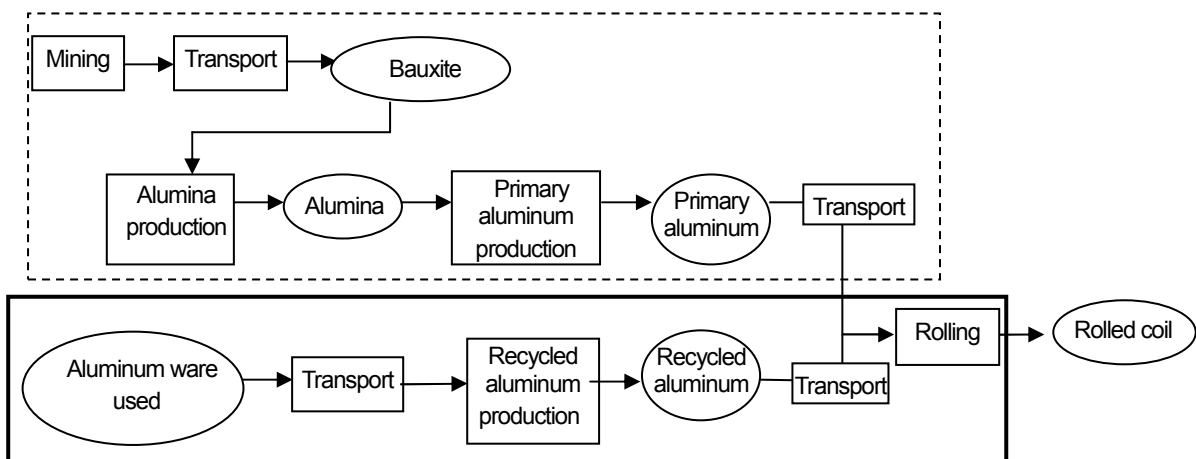 Mining
Transport
Bauxite
Alumina
production
Alumina
Primary
aluminum
production
Primary
aluminum
Transport
Aluminum ware
used
Transport
Recycled
aluminum
production
Recycled
aluminum
Transport
Rolling
Rolled coil